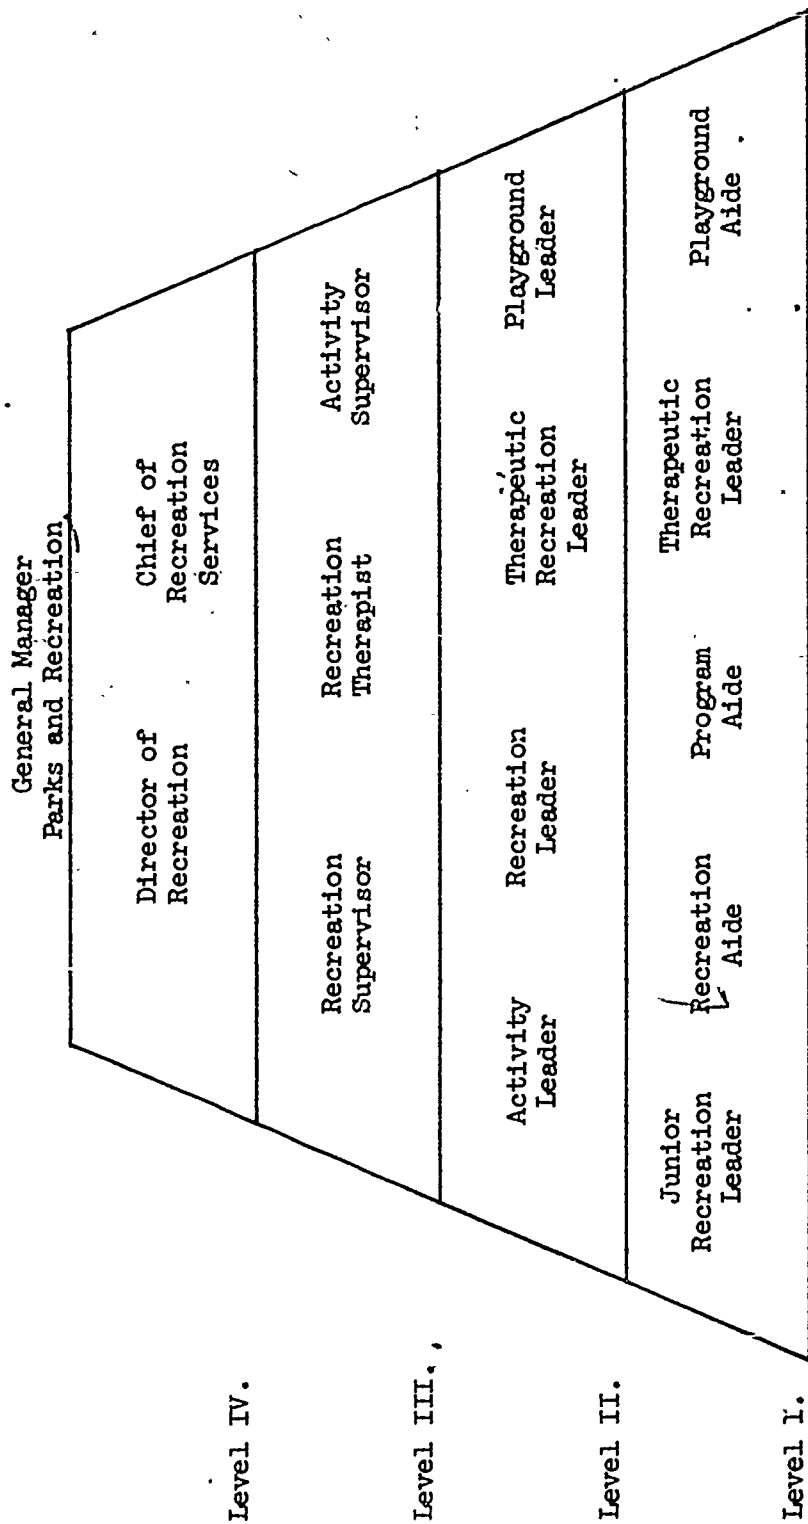 General Manager
Parks and Recreation
Director of
Recreation
Chief of
Recreation
Services
Level IV.
Recreation
Supervisor
Recreation
Therapist
Activity
Supervisor
Level III.
Activity
Leader
Recreation
Leader
Therapeutic
Recreation
Leader
Playground
Leader
Level II.
Junior
Recreation
Leader
Recreation
Aide
Program
Aide
Therapeutic
Recreation
Leader
Playground
Aide
Level I.